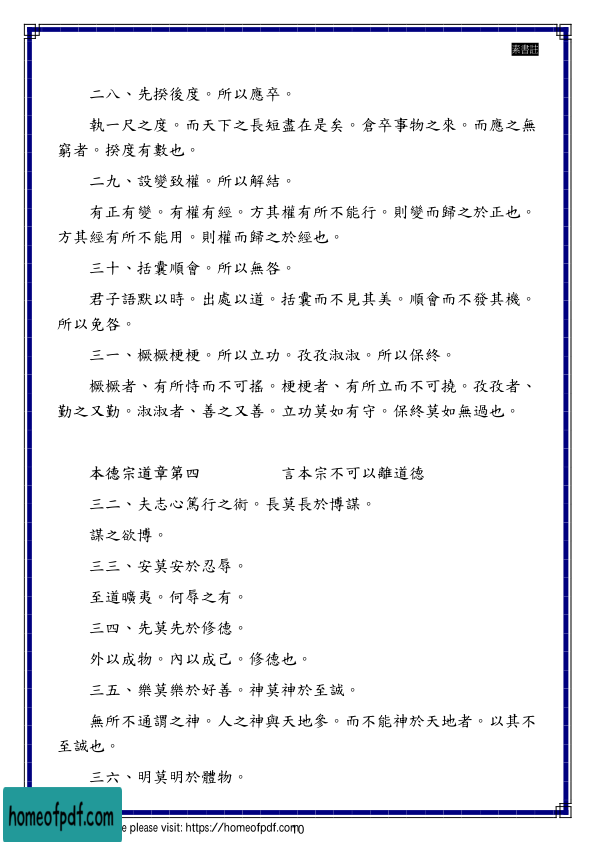 素書註
二八、先揆後度。所以應卒。
執一尺之度。而天下之長短盡在是矣。倉卒事物之來。而應之無
窮者。揆度有數也。
二九、設變致權。所以解結。
有正有變。有權有經。方其權有所不能行。則變而歸之於正也。
方其經有所不能用。則權而歸之於經也。
三十、括囊順會。所以無咎。
君子語默以時。出處以道。括囊而不見其美。順會而不發其機。
所以免咎。
三一、橛橛梗梗。所以立功。孜孜淑淑。所以保終。
橛橛者、有所恃而不可搖。梗梗者、有所立而不可撓。孜孜者、
勤之又勤。淑淑者、善之又善。立功莫如有守。保終莫如無過也。
本德宗道章第四 言本宗不可以離道德
三二、夫志心篤行之術。長莫長於博謀。
謀之欲博。
三三、安莫安於忍辱。
至道曠夷。何辱之有。
三四、先莫先於修德。
外以成物。內以成己。修德也。
三五、樂莫樂於好善。神莫神於至誠。
無所不通謂之神。人之神與天地參。而不能神於天地者。以其不
至誠也。
三六、明莫明於體物。
homeofpdf.com
e please visit: https://homeofpdf.com
10